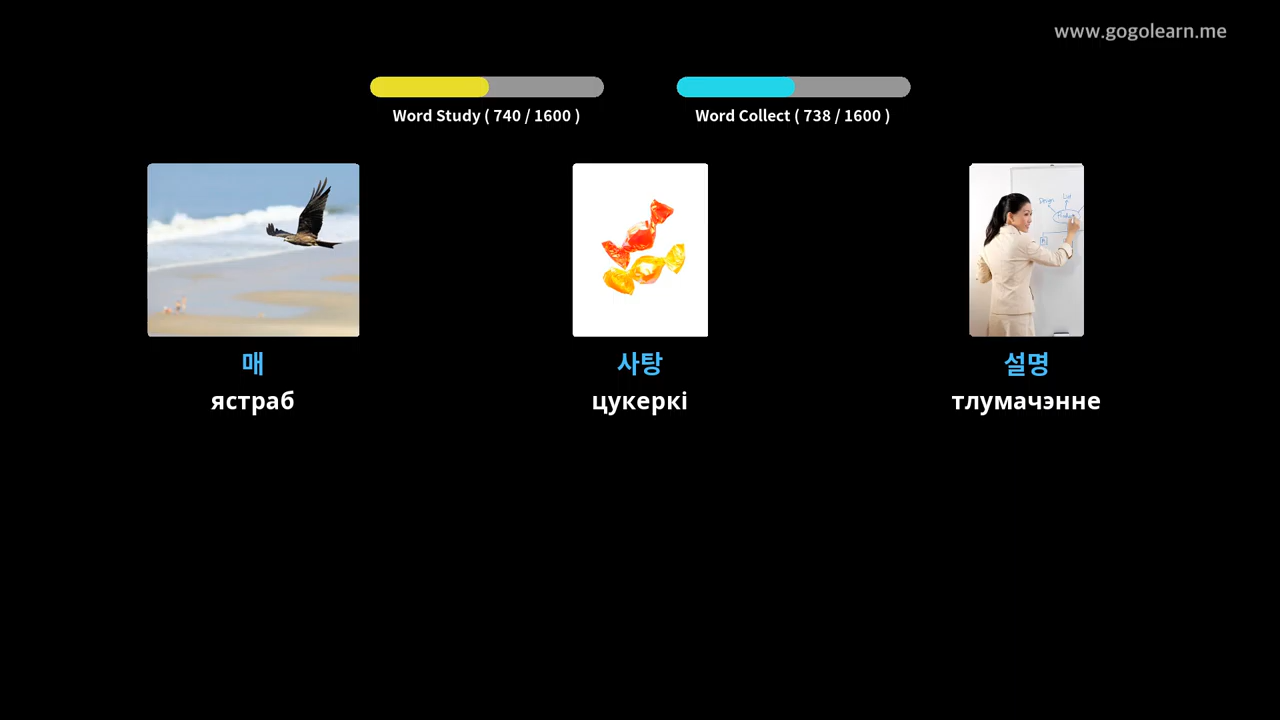 www.gogolearn.me
Word Study ( 740 / 1600 )
Word Collect ( 738 / 1600 )
매
사탕
설명
ястраб
цукеркі
тлумачэнне